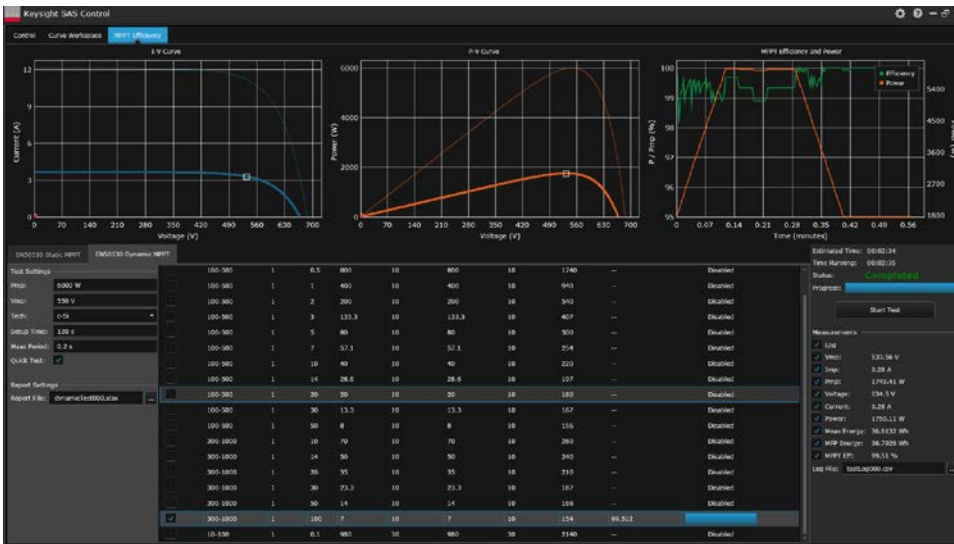 Keysight SAS Control
Control Curve Workspace MPPT Efficiency
I-V Curve
12
9
6
3
0
Current (A)
0 70 140 210 280 350 420 490 560 630 700
Voltage (V)
P-V Curve
6000
4000
2000
0
Power (W)
0 70 140 210 280 350 420 490 560 630 700
Voltage (V)
MPPT Efficiency and Power
100
99
98
97
96
95
P / Pmp (%)
Efficiency
Power
5400
4500
3600
2700
1800
0 0.07 0.14 0.21 0.28 0.35 0.42 0.49 0.56
Time (minutes)
EN50530 Static MPPT EN50530 Dynamic MPPT
Test Settings
Pmp: 6000 W
Vmp: 550 V
Tech: c-Si
Setup Time: 120 s
Meas Period: 0.2 s
Quick Test:
Report Settings
Report File: dynamicTest000.xlsx ...
100-500 1 0.5 800 10 800 10 1740 -- Disabled
100-500 1 1 400 10 400 10 940 -- Disabled
100-500 1 2 200 10 200 10 540 -- Disabled
100-500 1 3 133.3 10 133.3 10 407 -- Disabled
100-500 1 5 80 10 80 10 300 -- Disabled
100-500 1 7 57.1 10 57.1 10 254 -- Disabled
100-500 1 10 40 10 40 10 220 -- Disabled
100-500 1 14 28.6 10 28.6 10 197 -- Disabled
100-500 1 20 20 10 20 10 180 -- Disabled
100-500 1 30 13.3 10 13.3 10 167 -- Disabled
100-500 1 50 8 10 8 10 156 -- Disabled
300-1000 1 10 70 10 70 10 280 -- Disabled
300-1000 1 14 50 10 50 10 240 -- Disabled
300-1000 1 20 35 10 35 10 210 -- Disabled
300-1000 1 30 23.3 10 23.3 10 187 -- Disabled
300-1000 1 50 14 10 14 10 168 -- Disabled
300-1000 1 100 7 10 7 10 154 99.512
10-100 1 0.1 980 30 980 30 2140 -- Disabled
Estimated Time: 00:02:34
Time Running: 00:02:35
Status: Completed
Progress:
Start Test
Measurements
Log
Vmp: 533.56 V
Imp: 3.28 A
Pmp: 1749.41 W
Voltage: 534.5 V
Current: 3.28 A
Power: 1750.11 W
Meas Energy: 36.6132 Wh
MPP Energy: 36.7926 Wh
MPPT Eff: 99.51 %
Log File: testLog000.csv ...